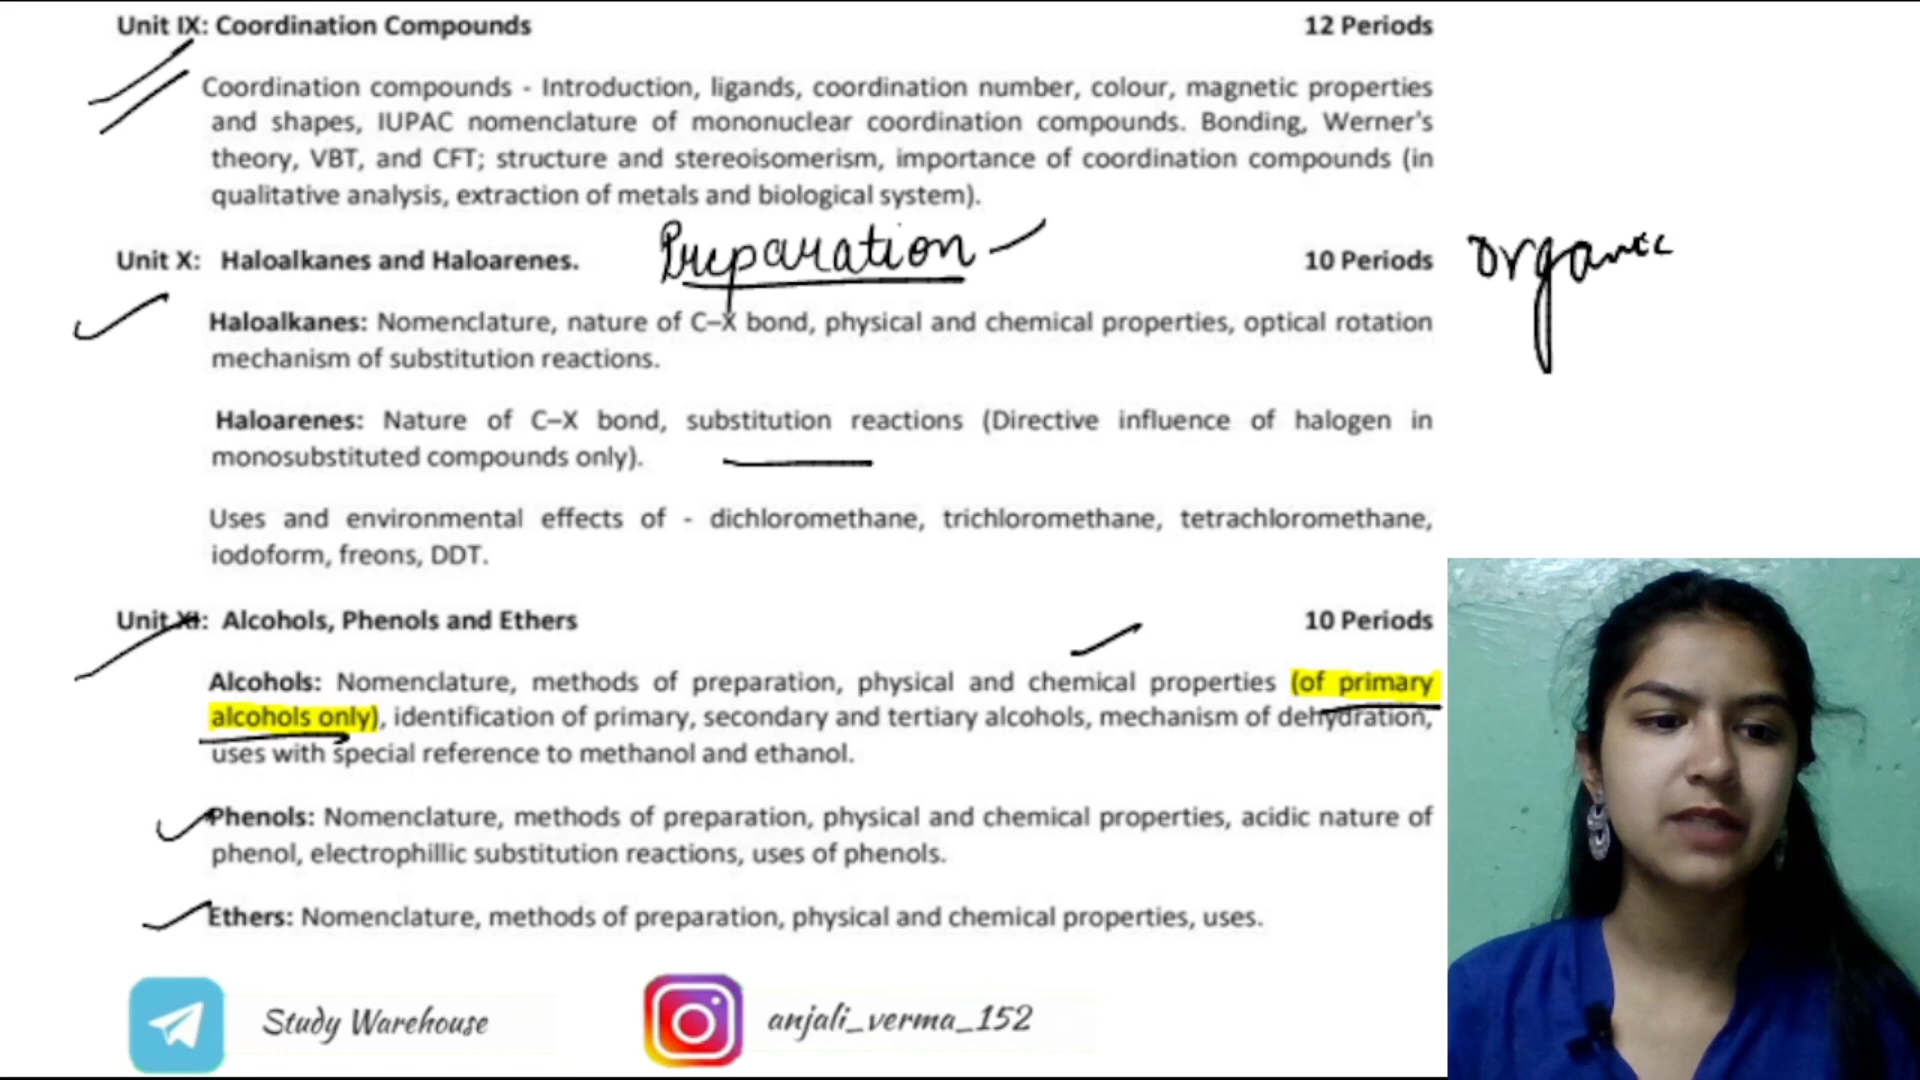 Unit IX: Coordination Compounds 12 Periods
Coordination compounds - Introduction, ligands, coordination number, colour, magnetic properties
and shapes, IUPAC nomenclature of mononuclear coordination compounds. Bonding, Werner's
theory, VBT, and CFT; structure and stereoisomerism, importance of coordination compounds (in
qualitative analysis, extraction of metals and biological system).
Preparation
Unit X: Haloalkanes and Haloarenes. 10 Periods organic
Haloalkanes: Nomenclature, nature of C–X bond, physical and chemical properties, optical rotation
mechanism of substitution reactions.
Haloarenes: Nature of C–X bond, substitution reactions (Directive influence of halogen in
monosubstituted compounds only).
Uses and environmental effects of - dichloromethane, trichloromethane, tetrachloromethane,
iodoform, freons, DDT.
Unit XI: Alcohols, Phenols and Ethers 10 Periods
Alcohols: Nomenclature, methods of preparation, physical and chemical properties (of primary
alcohols only), identification of primary, secondary and tertiary alcohols, mechanism of dehydration,
uses with special reference to methanol and ethanol.
Phenols: Nomenclature, methods of preparation, physical and chemical properties, acidic nature of
phenol, electrophillic substitution reactions, uses of phenols.
Ethers: Nomenclature, methods of preparation, physical and chemical properties, uses.
Study Warehouse anjali_verma_152